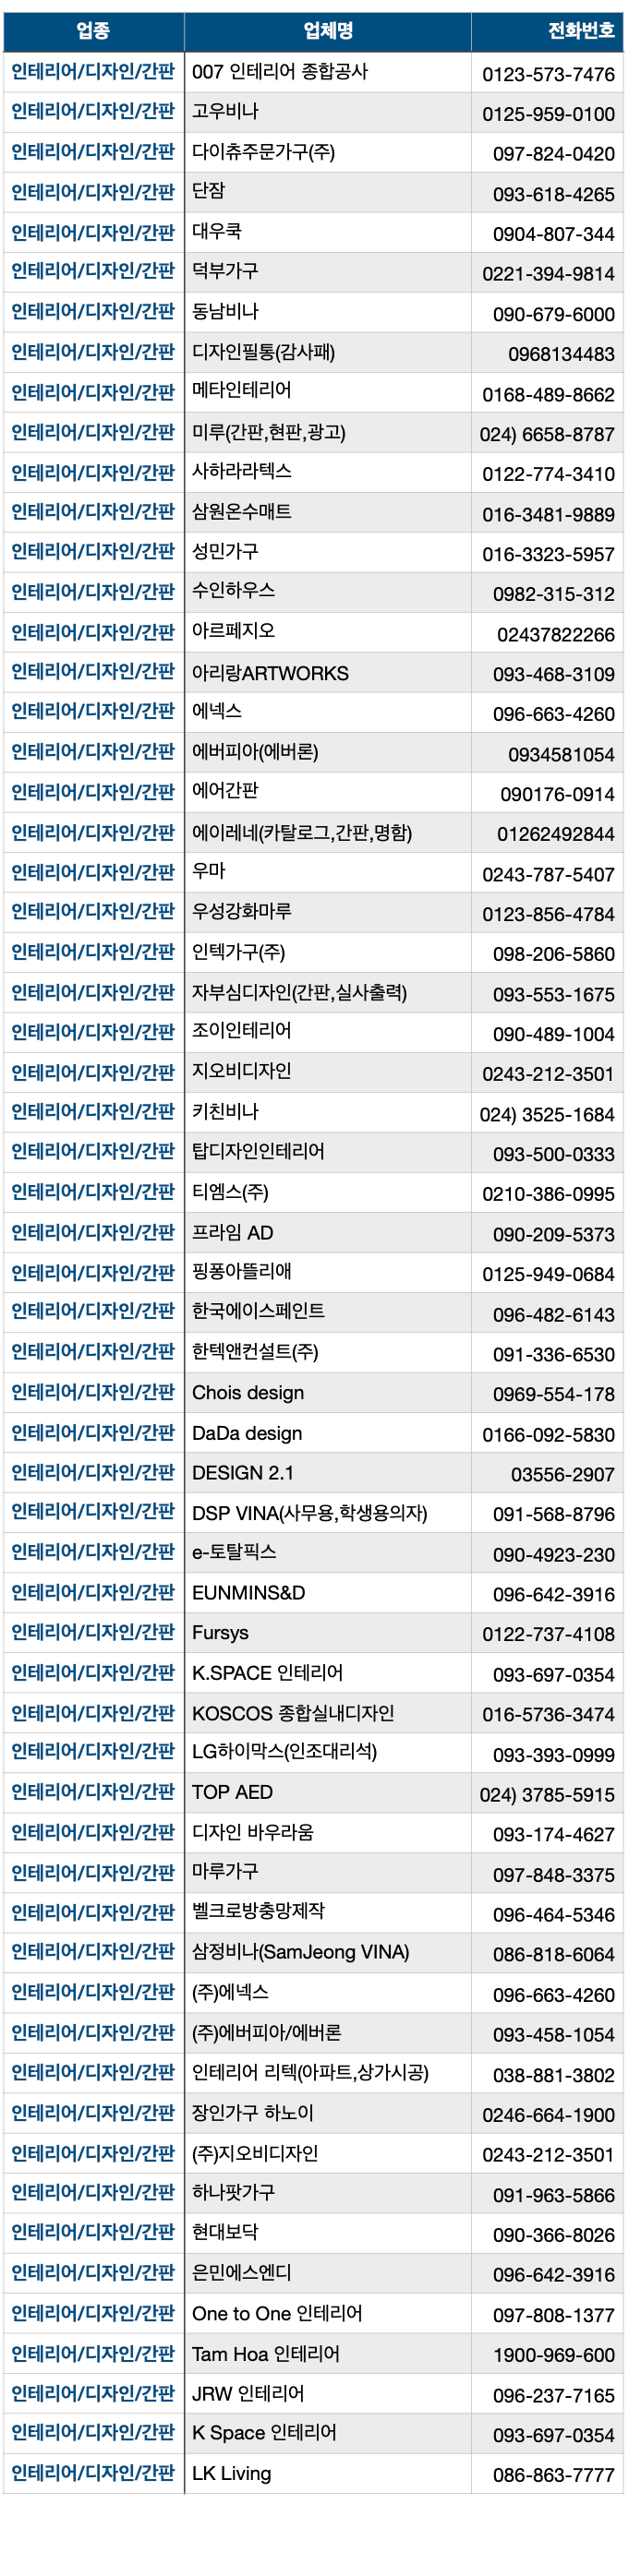 업종 업체명 전화번호
인테리어/디자인/간판 007 인테리어 종합공사 0123-573-7476
인테리어/디자인/간판 고우비나 0125-959-0100
인테리어/디자인/간판 다이츄주문가구(주) 097-824-0420
인테리어/디자인/간판 단잠 093-618-4265
인테리어/디자인/간판 대우쿡 0904-807-344
인테리어/디자인/간판 덕부가구 0221-394-9814
인테리어/디자인/간판 동남비나 090-679-6000
인테리어/디자인/간판 디자인필통(감사패) 0968134483
인테리어/디자인/간판 메타인테리어 0168-489-8662
인테리어/디자인/간판 미루(간판,현판,광고) 024) 6658-8787
인테리어/디자인/간판 사하라라텍스 0122-774-3410
인테리어/디자인/간판 삼원온수매트 016-3481-9889
인테리어/디자인/간판 성민가구 016-3323-5957
인테리어/디자인/간판 수인하우스 0982-315-312
인테리어/디자인/간판 아르페지오 02437822266
인테리어/디자인/간판 아리랑ARTWORKS 093-468-3109
인테리어/디자인/간판 에넥스 096-663-4260
인테리어/디자인/간판 에버피아(에버론) 0934581054
인테리어/디자인/간판 에어간판 090176-0914
인테리어/디자인/간판 에이레네(카탈로그,간판,명함) 01262492844
인테리어/디자인/간판 우마 0243-787-5407
인테리어/디자인/간판 우성강화마루 0123-856-4784
인테리어/디자인/간판 인텍가구(주) 098-206-5860
인테리어/디자인/간판 자부심디자인(간판,실사출력) 093-553-1675
인테리어/디자인/간판 조이인테리어 090-489-1004
인테리어/디자인/간판 지오비디자인 0243-212-3501
인테리어/디자인/간판 키친비나 024) 3525-1684
인테리어/디자인/간판 탑디자인인테리어 093-500-0333
인테리어/디자인/간판 티엠스(주) 0210-386-0995
인테리어/디자인/간판 프라임 AD 090-209-5373
인테리어/디자인/간판 핑퐁아뜰리애 0125-949-0684
인테리어/디자인/간판 한국에이스페인트 096-482-6143
인테리어/디자인/간판 한텍앤컨설트(주) 091-336-6530
인테리어/디자인/간판 Chois design 0969-554-178
인테리어/디자인/간판 DaDa design 0166-092-5830
인테리어/디자인/간판 DESIGN 2.1 03556-2907
인테리어/디자인/간판 DSP VINA(사무용,학생용의자) 091-568-8796
인테리어/디자인/간판 e-토탈픽스 090-4923-230
인테리어/디자인/간판 EUNMINS&D 096-642-3916
인테리어/디자인/간판 Fursys 0122-737-4108
인테리어/디자인/간판 K.SPACE 인테리어 093-697-0354
인테리어/디자인/간판 KOSCOS 종합실내디자인 016-5736-3474
인테리어/디자인/간판 LG하이막스(인조대리석) 093-393-0999
인테리어/디자인/간판 TOP AED 024) 3785-5915
인테리어/디자인/간판 디자인 바우라움 093-174-4627
인테리어/디자인/간판 마루가구 097-848-3375
인테리어/디자인/간판 벨크로방충망제작 096-464-5346
인테리어/디자인/간판 삼정비나(SamJeong VINA) 086-818-6064
인테리어/디자인/간판 (주)에넥스 096-663-4260
인테리어/디자인/간판 (주)에버피아/에버론 093-458-1054
인테리어/디자인/간판 인테리어 리텍(아파트,상가시공) 038-881-3802
인테리어/디자인/간판 장인가구 하노이 0246-664-1900
인테리어/디자인/간판 (주)지오비디자인 0243-212-3501
인테리어/디자인/간판 하나팟가구 091-963-5866
인테리어/디자인/간판 현대보닥 090-366-8026
인테리어/디자인/간판 은민에스엔디 096-642-3916
인테리어/디자인/간판 One to One 인테리어 097-808-1377
인테리어/디자인/간판 Tam Hoa 인테리어 1900-969-600
인테리어/디자인/간판 JRW 인테리어 096-237-7165
인테리어/디자인/간판 K Space 인테리어 093-697-0354
인테리어/디자인/간판 LK Living 086-863-7777